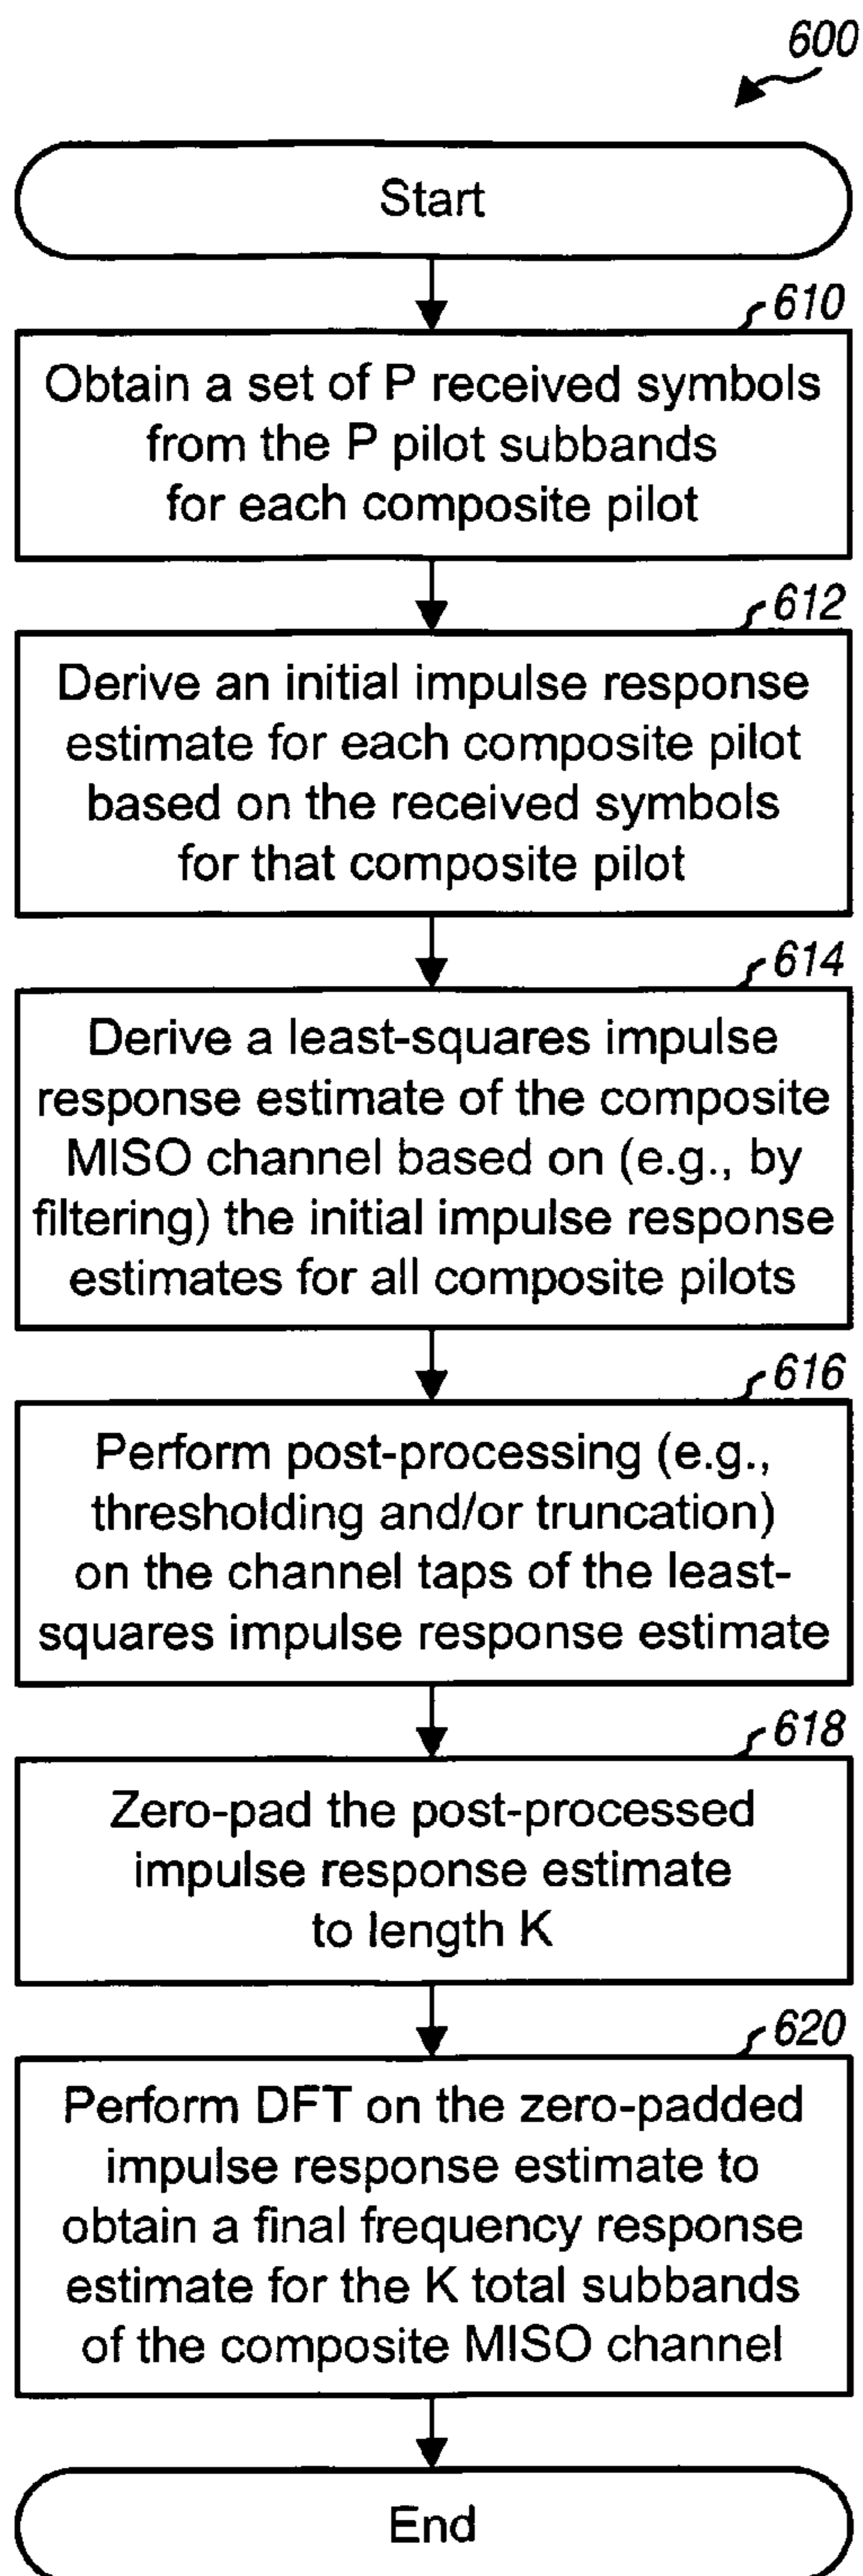 600
Start
610
Obtain a set of P received symbols
from the P pilot subbands
for each composite pilot
612
Derive an initial impulse response
estimate for each composite pilot
based on the received symbols
for that composite pilot
614
Derive a least-squares impulse
response estimate of the composite
MISO channel based on (e.g., by
filtering) the initial impulse response
estimates for all composite pilots
616
Perform post-processing (e.g.,
thresholding and/or truncation)
on the channel taps of the least-
squares impulse response estimate
618
Zero-pad the post-processed
impulse response estimate
to length K
620
Perform DFT on the zero-padded
impulse response estimate to
obtain a final frequency response
estimate for the K total subbands
of the composite MISO channel
End